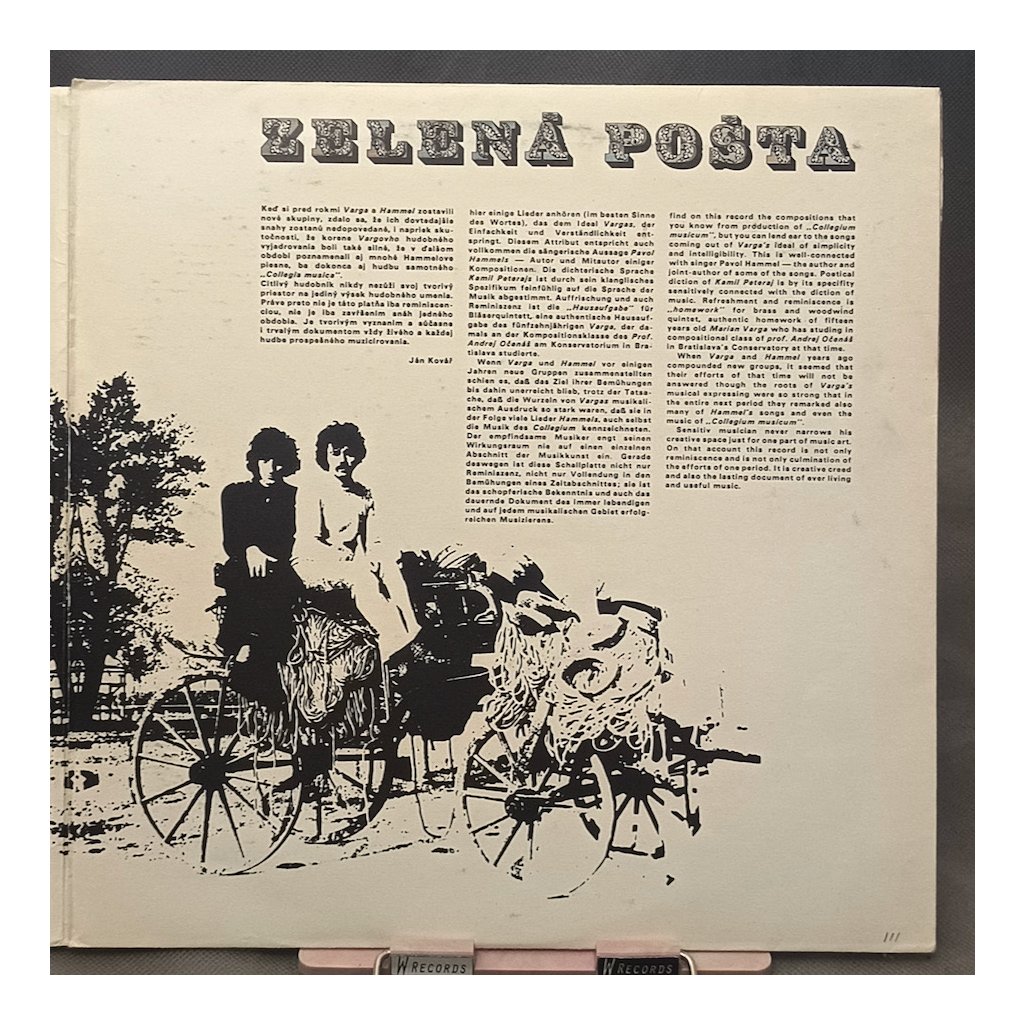 ZELENÁ POŠTA
Keď si pred rokmi Varga a Hammel zostavili
nové skupiny, zdalo sa, že ich dovtedajšie
snahy zostanú nedopovedané, i napriek sku-
točnosti, že korene Vargovho hudobného
vyjadrovania boli také silné, že v ďalšom
období poznamenali aj mnohé Hammelove
piesne, ba dokonca aj hudbu samotného
„Collegia musica“.
Citlivý hudobník nikdy nezúži svoj tvorivý
priestor na jediný výsek hudobného umenia.
Práve preto nie je táto platňa iba reminiscen-
ciou, nie je iba zavŕšením snáh jedného
obdobia. Je tvorivým vyznaním a súčasne
i trvalým dokumentom vždy živého a každej
hudbe prospešného muzicírovania.
Ján Kovář
hier einige Lieder anhören (im besten Sinne
des Wortes), das dem Ideal Vargas, der
Einfachkeit und Verständlichkeit ent-
springt. Diesem Attribut entspricht auch
vollkommen die sängerische Aussage Pavol
Hammels — Autor und Mitautor einiger
Kompositionen. Die dichterische Sprache
Kamil Peterajs ist durch sein klanglisches
Spezifikum feinfühlig auf die Sprache der
Musik abgestimmt. Auffrischung und auch
Reminiszenz ist die „Hausaufgabe“ für
Bläserquintett, eine authentische Hausauf-
gabe des fünfzehnjährigen Varga, der da-
mals an der Kompositionsklasse des Prof.
Andrej Očenáš am Konservatorium in Bra-
tislava studierte.
Wenn Varga und Hammel vor einigen
Jahren neue Gruppen zusammenstellten
schien es, daß das Ziel ihrer Bemühungen
bis dahin unerreicht blieb, trotz der Tatsa-
che, daß die Wurzeln von Vargas musikali-
schem Ausdruck so stark waren, daß sie in
der Folge viele Lieder Hammels, auch selbst
die Musik des Collegium kennzeichneten.
Der empfindsame Musiker engt seinen
Wirkungsraum nie auf einen einzelnen
Abschnitt der Musikkunst ein. Gerade
deswegen ist diese Schallplatte nicht nur
Reminiszenz, nicht nur Vollendung in den
Bemühungen eines Zeitabschnittes; sie ist
das schopferische Bekenntnis und auch das
dauernde Dokument des immer lebendigen
und auf jedem musikalischen Gebiet erfolg-
reichen Musizierens.
find on this record the compositions that
you know from production of „Collegium
musicum“, but you can lend ear to the songs
coming out of Varga's ideal of simplicity
and intelligibility. This is well-connected
with singer Pavol Hammel — the author and
joint-author of some of the songs. Poetical
diction of Kamil Peteraj is by its specifity
sensitively connected with the diction of
music. Refreshment and reminiscence is
„homework“ for brass and woodwind
quintet, authentic homework of fifteen
years old Marian Varga who has studing in
compositional class of prof. Andrej Očenáš
in Bratislava's Conservatory at that time.
When Varga and Hammel years ago
compounded new groups, it seemed that
their efforts of that time will not be
answered though the roots of Varga's
musical expressing were so strong that in
the entire next period they remarked also
many of Hammel's songs and even the
music of „Collegium musicum“.
Sensitiv musician never narrows his
creative space just for one part of music art.
On that account this record is not only
reminiscence and is not only culmination of
the efforts of one period. It is creative creed
and also the lasting document of ever living
and useful music.
III
W RECORDS
W RECORDS